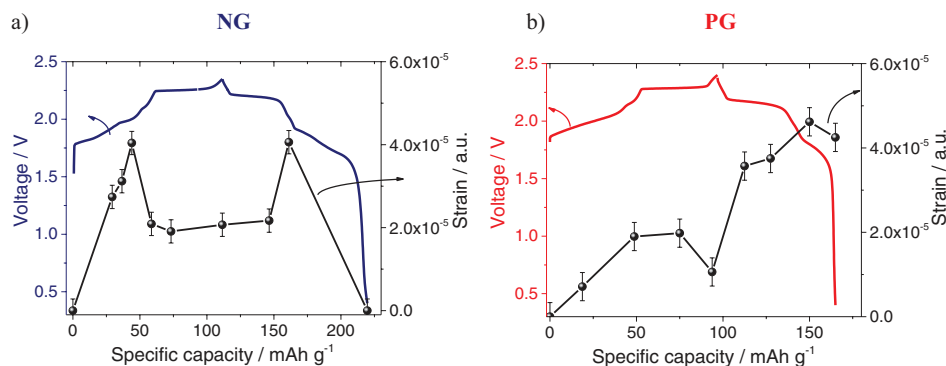 a)
NG
Voltage / V
2.5
2.0
1.5
1.0
0.5
6.0x10⁻⁵
4.0x10⁻⁵
2.0x10⁻⁵
0.0
Strain / a.u.
0 50 100 150 200
Specific capacity / mAh g⁻¹
b)
PG
Voltage / V
2.5
2.0
1.5
1.0
0.5
6.0x10⁻⁵
4.0x10⁻⁵
2.0x10⁻⁵
0.0
Strain / a.u.
0 50 100 150
Specific capacity / mAh g⁻¹